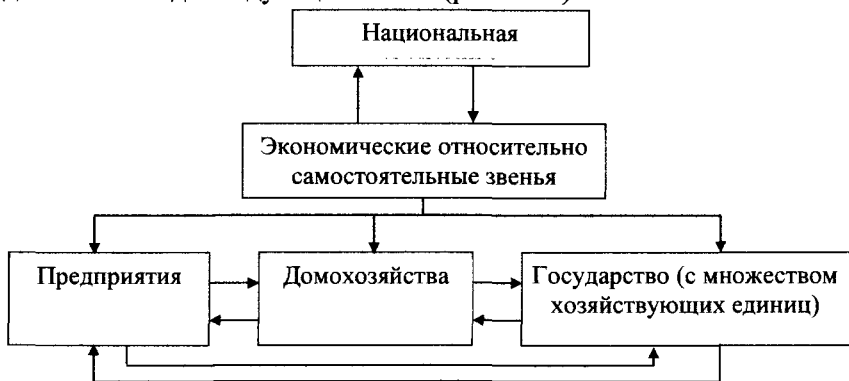 Национальная
Экономические относительно
самостоятельные звенья
Предприятия
Домохозяйства
Государство (с множеством
хозяйствующих единиц)